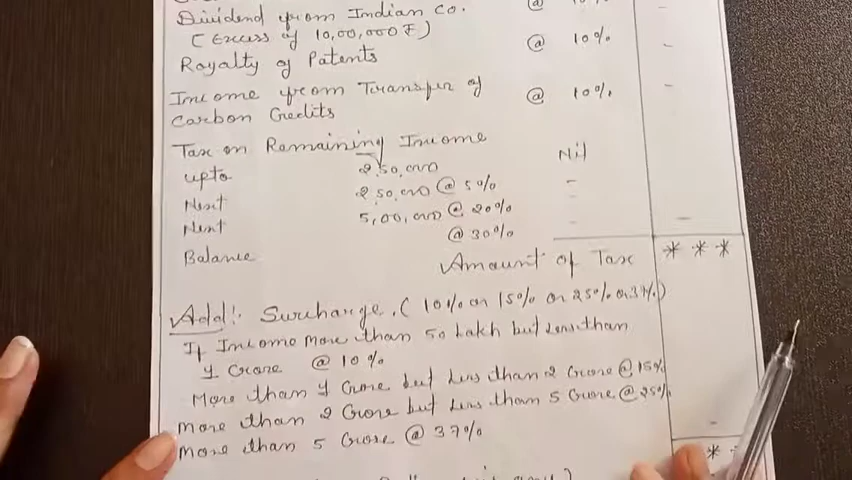 Dividend from Indian Co. @
(Excess of 10,00,000₹)
Royalty of Patents @ 10%
Income from Transfer of @ 10%
Carbon Credits
Tax on Remaining Income
upto 2,50,000 Nil
Next 2,50,000 @ 5% -
Next 5,00,000 @ 20% -
Balance @ 30%
Amount of Tax ***
Add:- Surcharge. (10% or 15% or 25% or 37%)
If Income More than 50 Lakh but Less than
1 Crore @ 10%
More than 1 Crore but Less than 2 Crore @ 15%
More than 2 Crore but Less than 5 Crore @ 25%
More than 5 Crore @ 37%